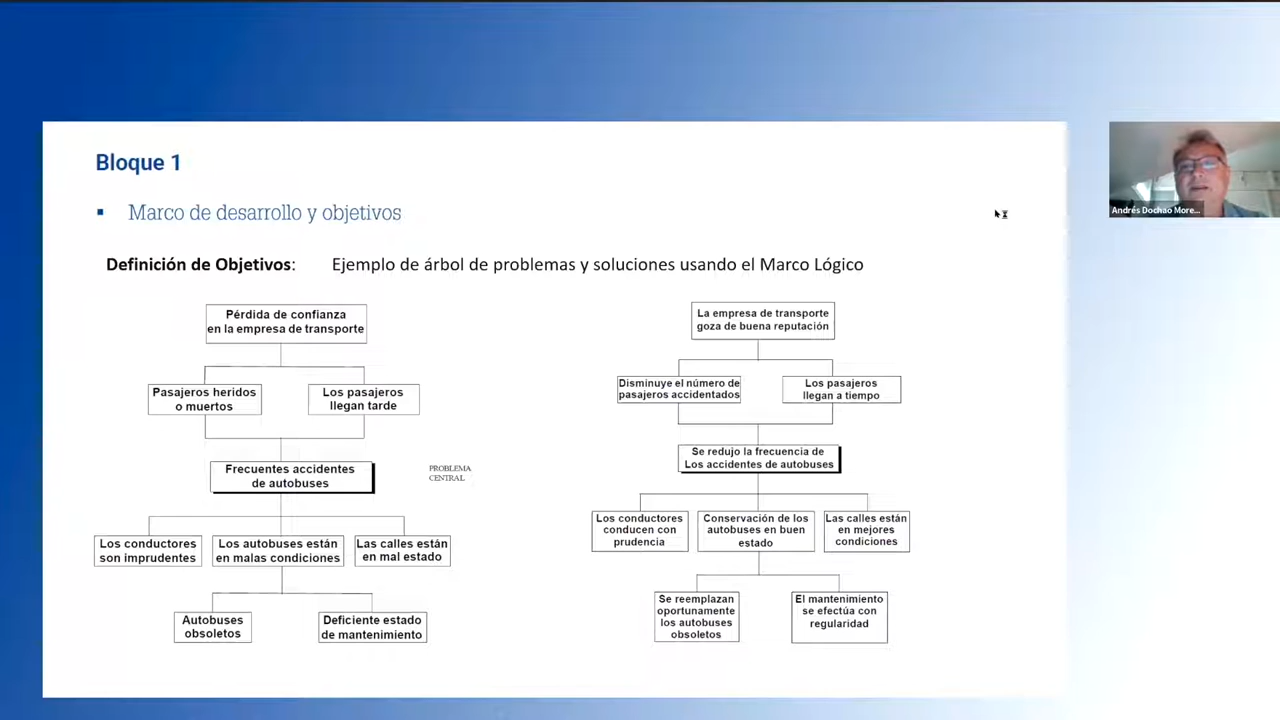 Bloque 1
▪ Marco de desarrollo y objetivos
Definición de Objetivos: Ejemplo de árbol de problemas y soluciones usando el Marco Lógico
Pérdida de confianza
en la empresa de transporte
Pasajeros heridos
o muertos
Los pasajeros
llegan tarde
Frecuentes accidentes
de autobuses
PROBLEMA
CENTRAL
Los conductores
son imprudentes
Los autobuses están
en malas condiciones
Las calles están
en mal estado
Autobuses
obsoletos
Deficiente estado
de mantenimiento
La empresa de transporte
goza de buena reputación
Disminuye el número de
pasajeros accidentados
Los pasajeros
llegan a tiempo
Se redujo la frecuencia de
Los accidentes de autobuses
Los conductores
conducen con
prudencia
Conservación de los
autobuses en buen
estado
Las calles están
en mejores
condiciones
Se reemplazan
oportunamente
los autobuses
obsoletos
El mantenimiento
se efectúa con
regularidad
Andrés Dochao More...